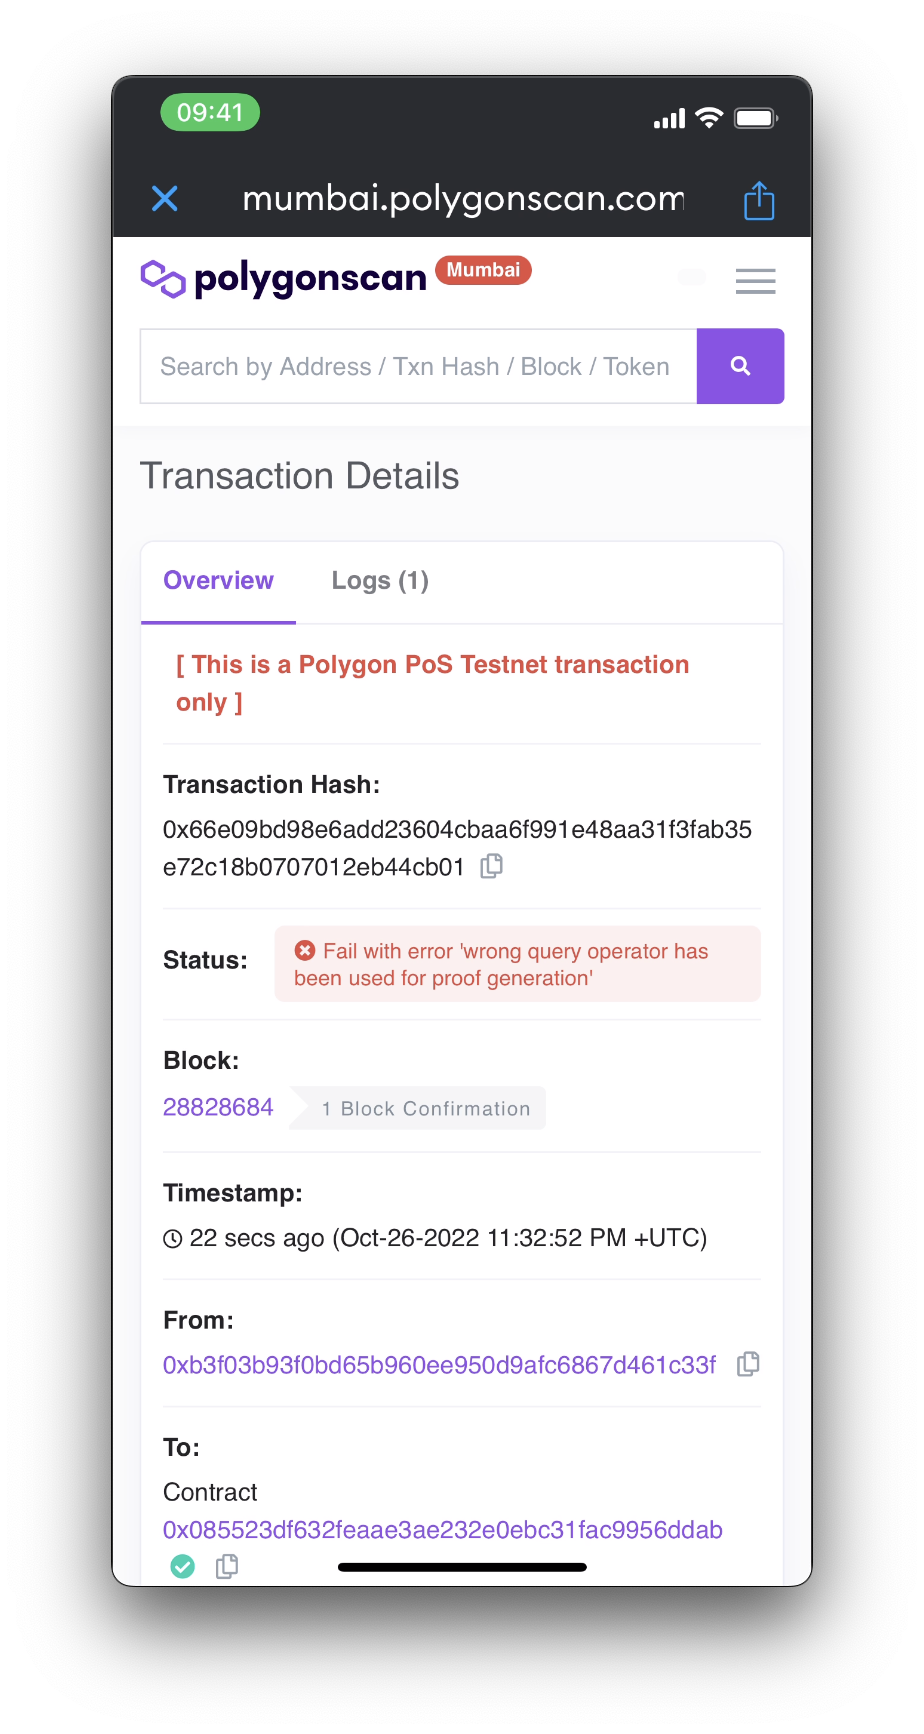 09:41
mumbai.polygonscan.com
polygonscan Mumbai
Search by Address / Txn Hash / Block / Token
Transaction Details
Overview Logs (1)
[ This is a Polygon PoS Testnet transaction
only ]
Transaction Hash:
0x66e09bd98e6add23604cbaa6f991e48aa31f3fab35
e72c18b0707012eb44cb01
Status: Fail with error 'wrong query operator has
been used for proof generation'
Block:
28828684 1 Block Confirmation
Timestamp:
22 secs ago (Oct-26-2022 11:32:52 PM +UTC)
From:
0xb3f03b93f0bd65b960ee950d9afc6867d461c33f
To:
Contract
0x085523df632feaae3ae232e0ebc31fac9956ddab